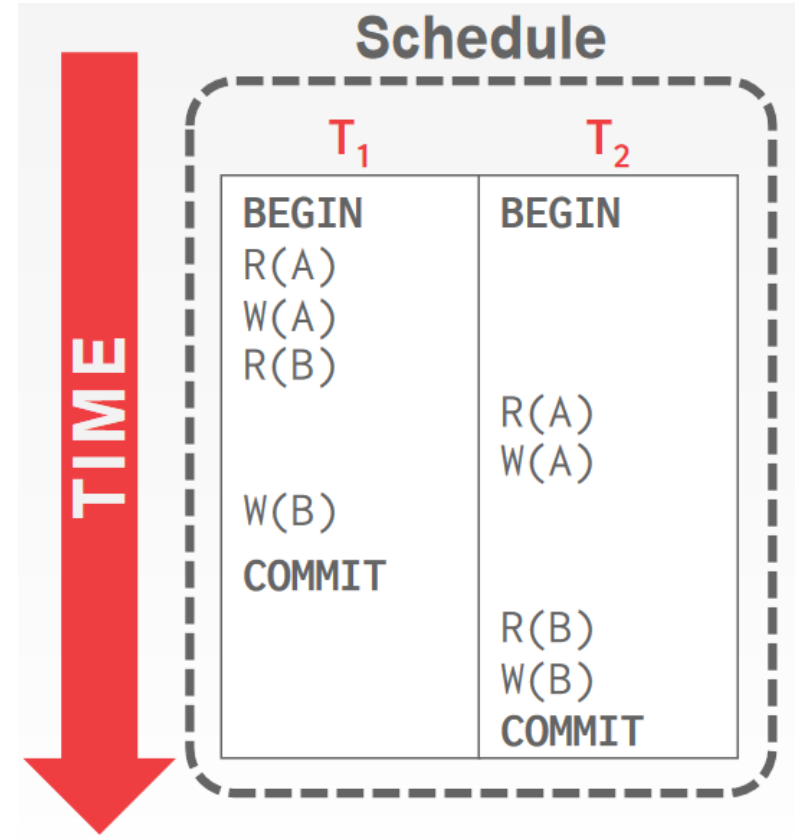 Schedule
TIME
T1 T2
BEGIN BEGIN
R(A)
W(A)
R(B)
R(A)
W(A)
W(B)
COMMIT
R(B)
W(B)
COMMIT